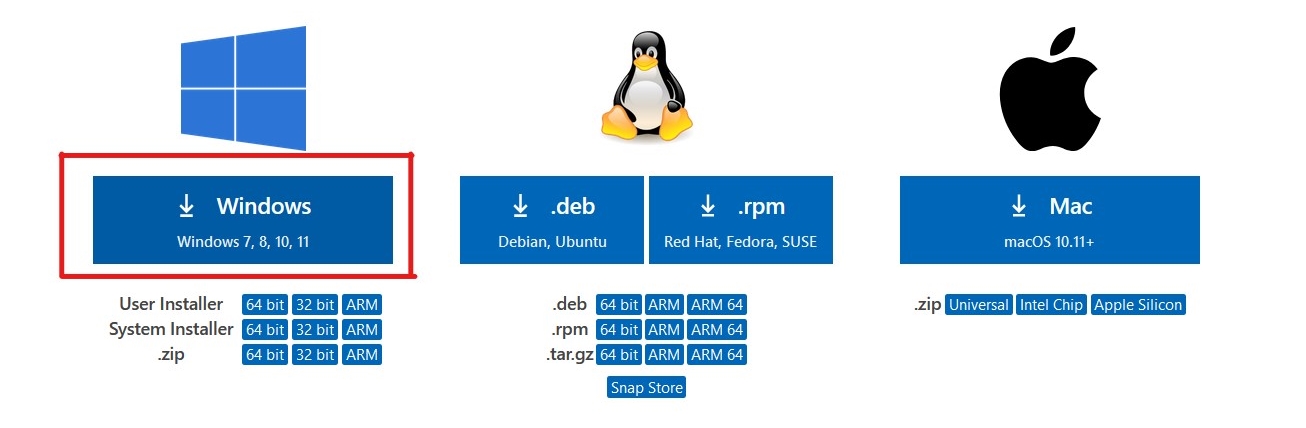 Windows
Windows 7, 8, 10, 11
User Installer 64 bit 32 bit ARM
System Installer 64 bit 32 bit ARM
.zip 64 bit 32 bit ARM
.deb
Debian, Ubuntu
.rpm
Red Hat, Fedora, SUSE
.deb 64 bit ARM ARM 64
.rpm 64 bit ARM ARM 64
.tar.gz 64 bit ARM ARM 64
Snap Store
Mac
macOS 10.11+
.zip Universal Intel Chip Apple Silicon